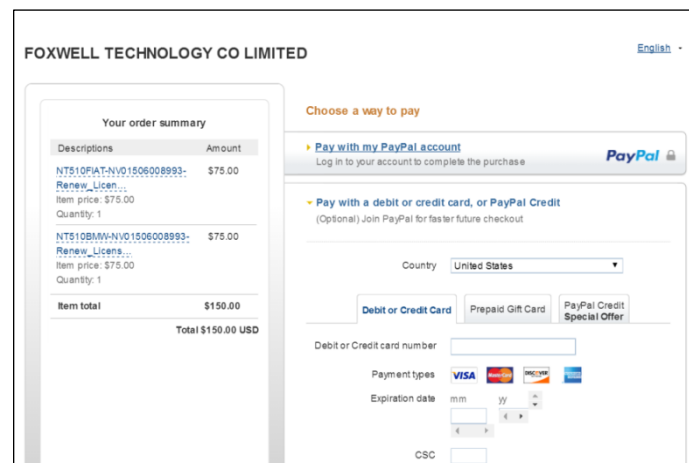 FOXWELL TECHNOLOGY CO LIMITED
English
Your order summary
Descriptions Amount
NT510FIAT-NV01506008993- $75.00
Renew_Licen...
Item price: $75.00
Quantity: 1
NT510BMW-NV01506008993- $75.00
Renew_Licens...
Item price: $75.00
Quantity: 1
Item total $150.00
Total $150.00 USD
Choose a way to pay
Pay with my PayPal account
Log in to your account to complete the purchase
PayPal
Pay with a debit or credit card, or PayPal Credit
(Optional) Join PayPal for faster future checkout
Country United States
Debit or Credit Card Prepaid Gift Card PayPal Credit
Special Offer
Debit or Credit card number
Payment types VISA MasterCard DISCOVER
Expiration date mm yy
CSC